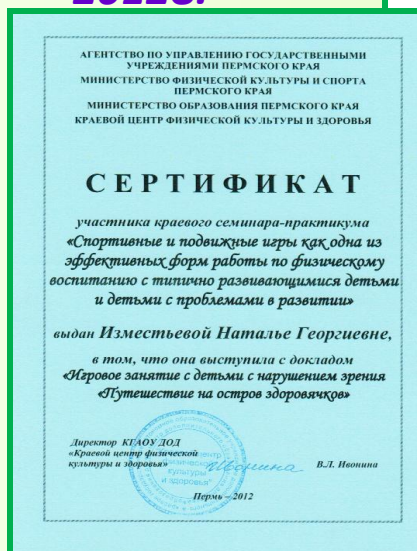 2012г.
АГЕНТСТВО ПО УПРАВЛЕНИЮ ГОСУДАРСТВЕННЫМИ
УЧРЕЖДЕНИЯМИ ПЕРМСКОГО КРАЯ
МИНИСТЕРСТВО ФИЗИЧЕСКОЙ КУЛЬТУРЫ И СПОРТА
ПЕРМСКОГО КРАЯ
МИНИСТЕРСТВО ОБРАЗОВАНИЯ ПЕРМСКОГО КРАЯ
КРАЕВОЙ ЦЕНТР ФИЗИЧЕСКОЙ КУЛЬТУРЫ И ЗДОРОВЬЯ
СЕРТИФИКАТ
участника краевого семинара-практикума
«Спортивные и подвижные игры как одна из
эффективных форм работы по физическому
воспитанию с типично развивающимися детьми
и детьми с проблемами в развитии»
выдан Изместьевой Наталье Георгиевне,
в том, что она выступила с докладом
«Игровое занятие с детьми с нарушением зрения
«Путешествие на остров здоровячков»
Директор КГАОУ ДОД
«Краевой центр физической
культуры и здоровья»
В.Л. Ивонина
Пермь – 2012